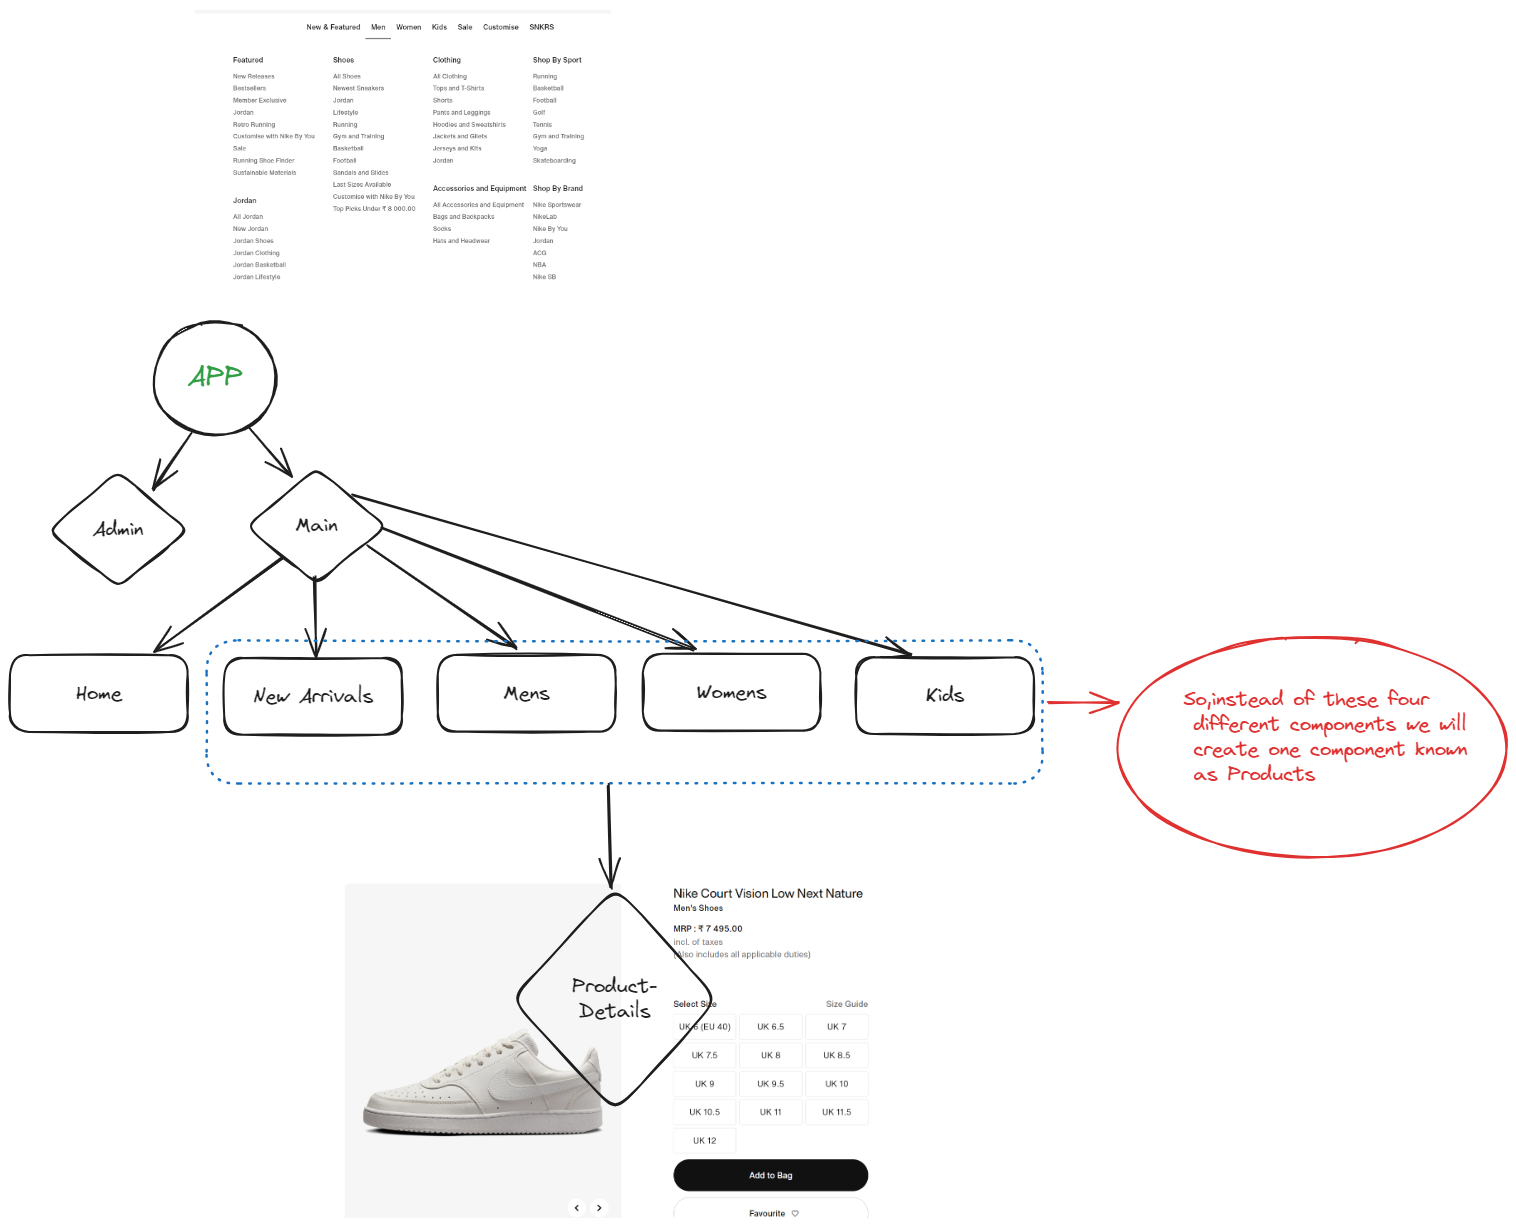 New & Featured Men Women Kids Sale Customise SNKRS
Featured
New Releases
Bestsellers
Member Exclusive
Jordan
Retro Running
Customise with Nike By You
Sale
Running Shoe Finder
Sustainable Materials
Jordan
All Jordan
New Jordan
Jordan Shoes
Jordan Clothing
Jordan Basketball
Jordan Lifestyle
Shoes
All Shoes
Newest Sneakers
Jordan
Lifestyle
Running
Gym and Training
Basketball
Football
Sandals and Slides
Last Sizes Available
Customise with Nike By You
Top Picks Under ₹ 8 000.00
Clothing
All Clothing
Tops and T-Shirts
Shorts
Pants and Leggings
Hoodies and Sweatshirts
Jackets and Gilets
Jerseys and Kits
Jordan
Accessories and Equipment
All Accessories and Equipment
Bags and Backpacks
Socks
Hats and Headwear
Shop By Sport
Running
Basketball
Football
Golf
Tennis
Gym and Training
Yoga
Skateboarding
Shop By Brand
Nike Sportswear
NikeLab
Nike By You
Jordan
ACG
NBA
Nike SB
APP
Admin
Main
Home
New Arrivals
Mens
Womens
Kids
So,instead of these four
different components we will
create one component known
as Products
Product-
Details
Nike Court Vision Low Next Nature
Men's Shoes
MRP : ₹ 7 495.00
incl. of taxes
(Also includes all applicable duties)
Select Size Size Guide
UK 6 (EU 40) UK 6.5 UK 7
UK 7.5 UK 8 UK 8.5
UK 9 UK 9.5 UK 10
UK 10.5 UK 11 UK 11.5
UK 12
Add to Bag
Favourite